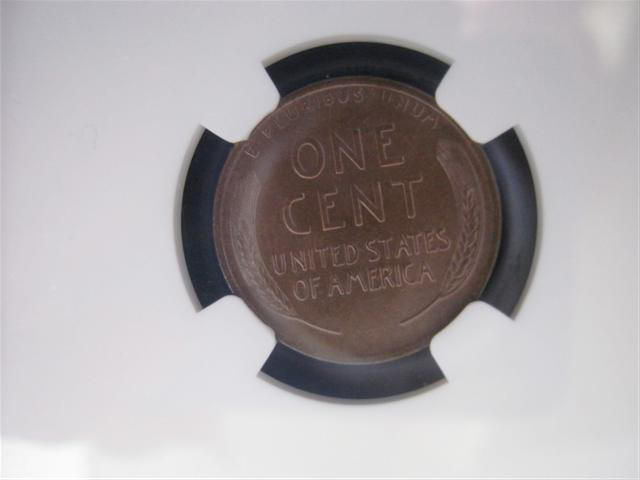 E PLURIBUS UNUM
ONE
CENT
UNITED STATES
OF AMERICA